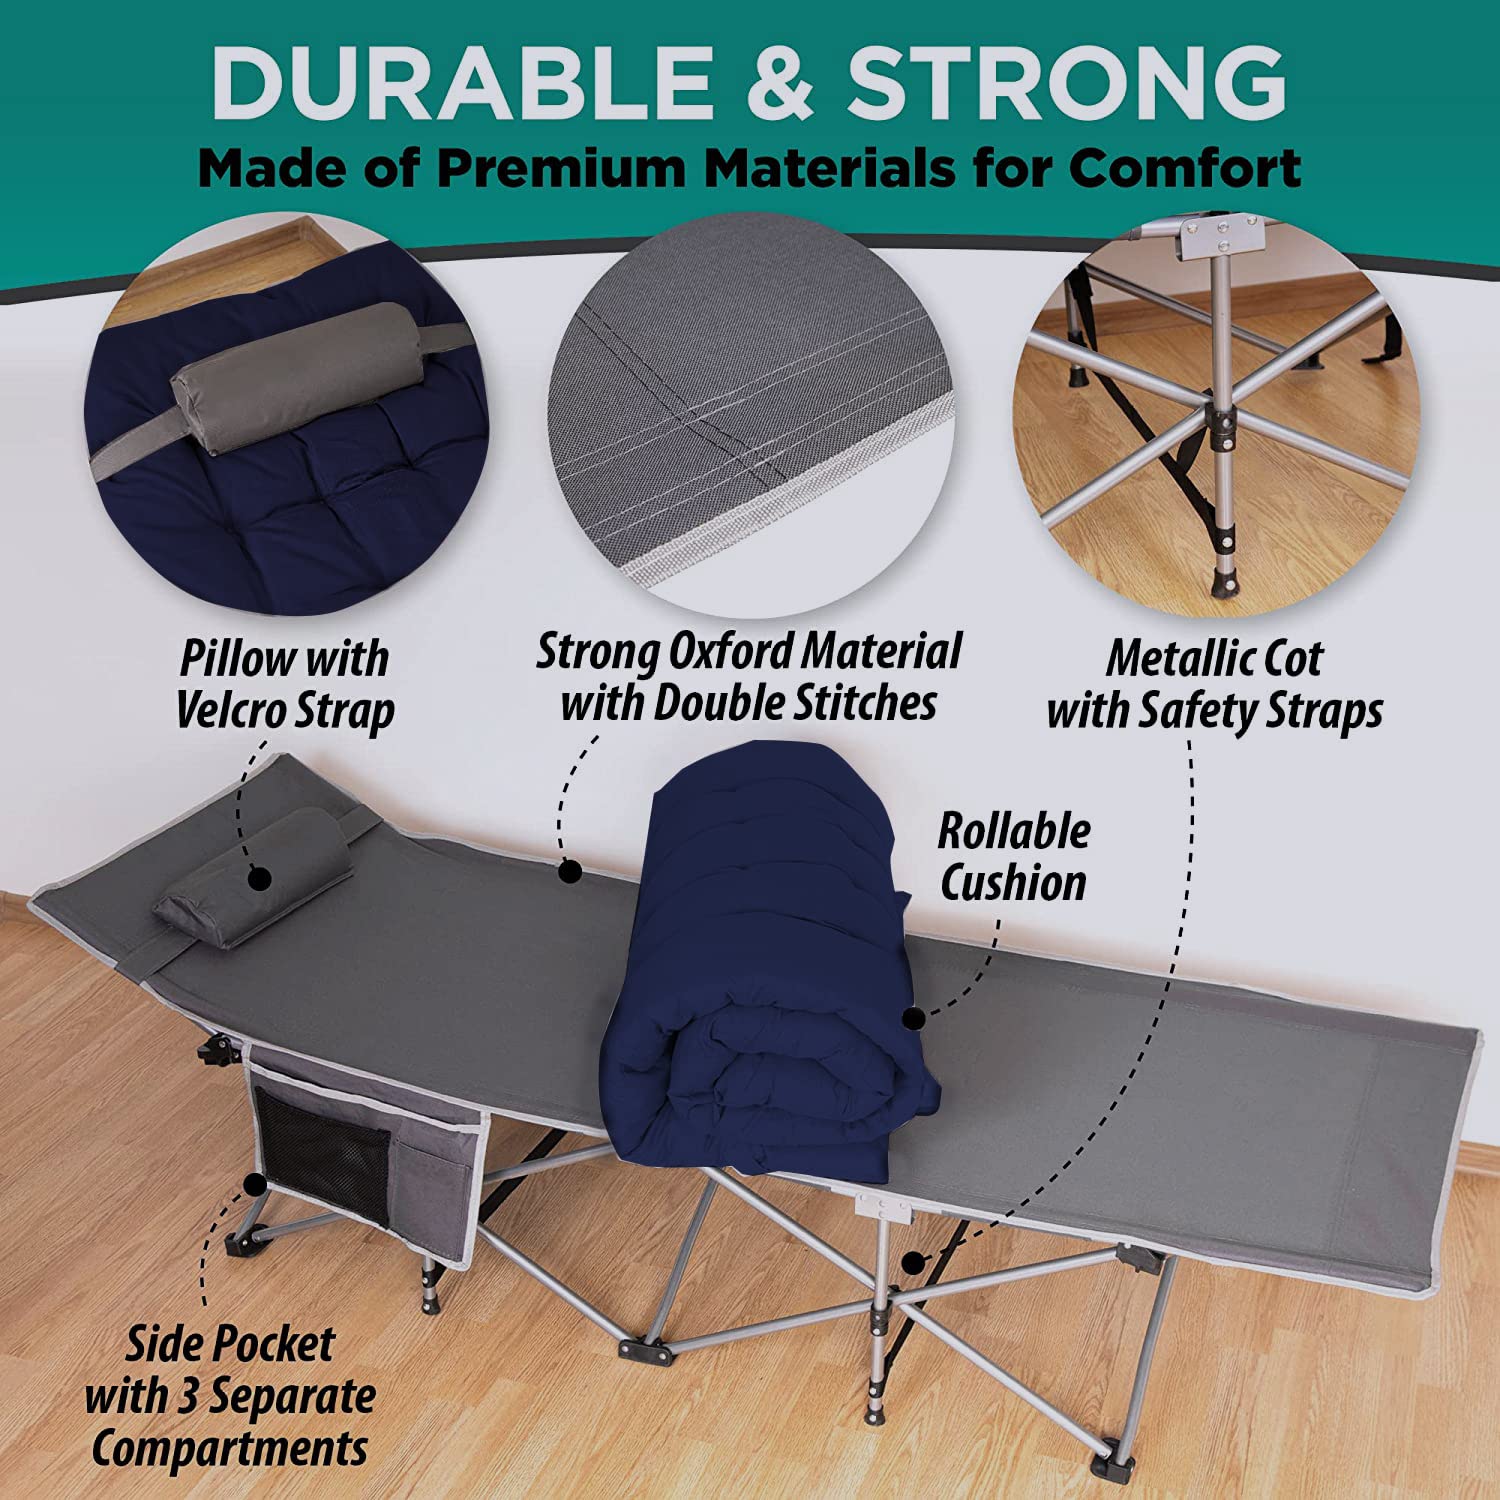 DURABLE & STRONG
Made of Premium Materials for Comfort
Pillow with
Velcro Strap
Strong Oxford Material
with Double Stitches
Metallic Cot
with Safety Straps
Rollable
Cushion
Side Pocket
with 3 Separate
Compartments